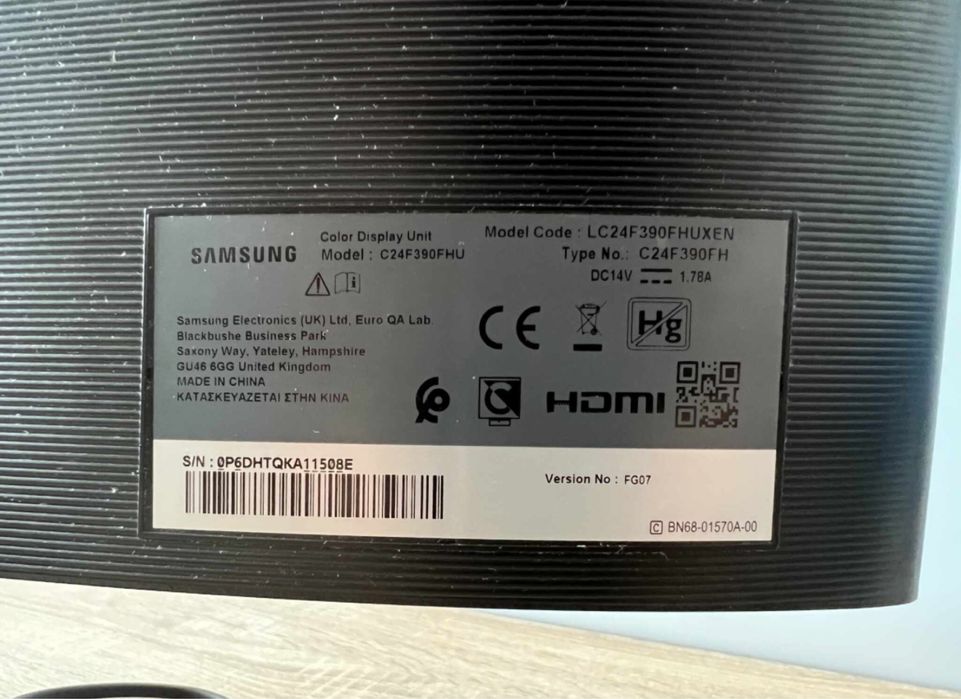 SAMSUNG
Color Display Unit
Model : C24F390FHU
Model Code : LC24F390FHUXEN
Type No.: C24F390FH
DC14V 1.78A
Samsung Electronics (UK) Ltd, Euro QA Lab.
Blackbushe Business Park
Saxony Way, Yateley, Hampshire
GU46 6GG United Kingdom
MADE IN CHINA
ΚΑΤΑΣΚΕΥΑΖΕΤΑΙ ΣΤΗΝ ΚΙΝΑ
CE
Hg
HDMI
S/N : 0P6DHTQKA11508E
Version No : FG07
C BN68-01570A-00